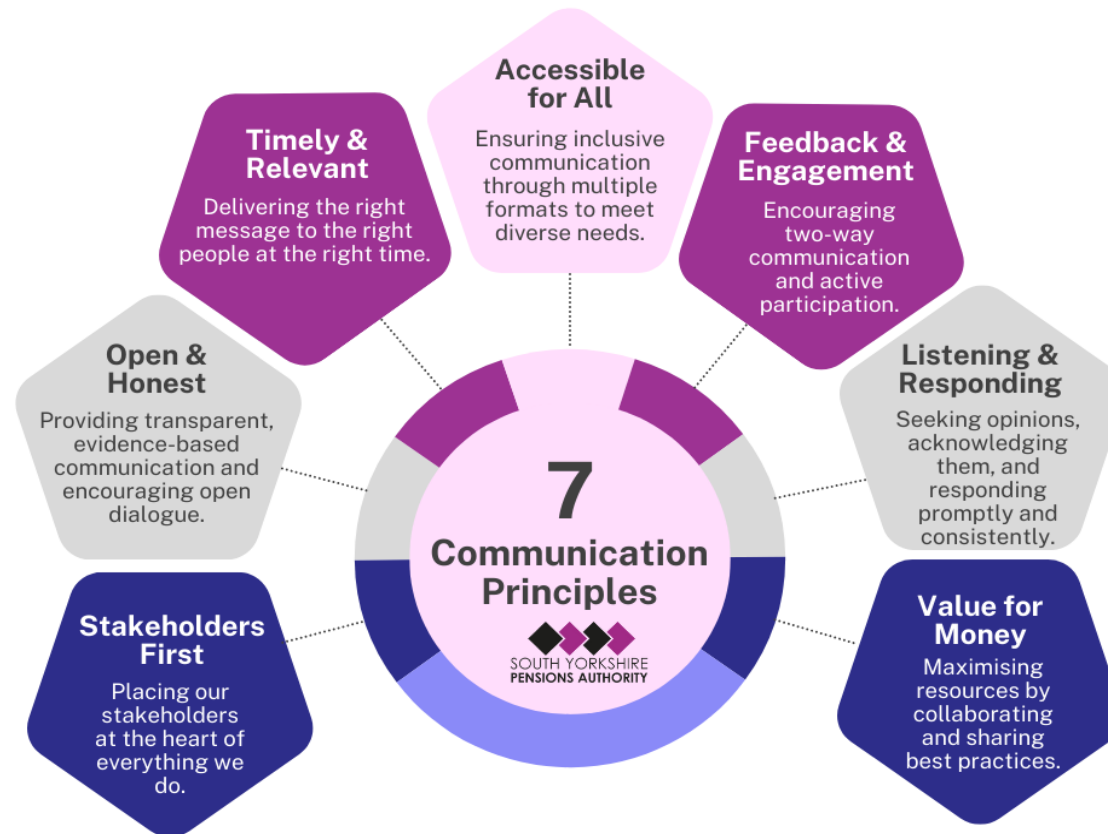 Accessible
for All
Ensuring inclusive
communication
through multiple
formats to meet
diverse needs.
Timely &
Relevant
Delivering the right
message to the right
people at the right time.
Feedback &
Engagement
Encouraging
two-way
communication
and active
participation.
Open &
Honest
Providing transparent,
evidence-based
communication and
encouraging open
dialogue.
Listening &
Responding
Seeking opinions,
acknowledging
them, and
responding
promptly and
consistently.
7
Communication
Principles
SOUTH YORKSHIRE
PENSIONS AUTHORITY
Stakeholders
First
Placing our
stakeholders
at the heart of
everything we
do.
Value for
Money
Maximising
resources by
collaborating
and sharing
best practices.